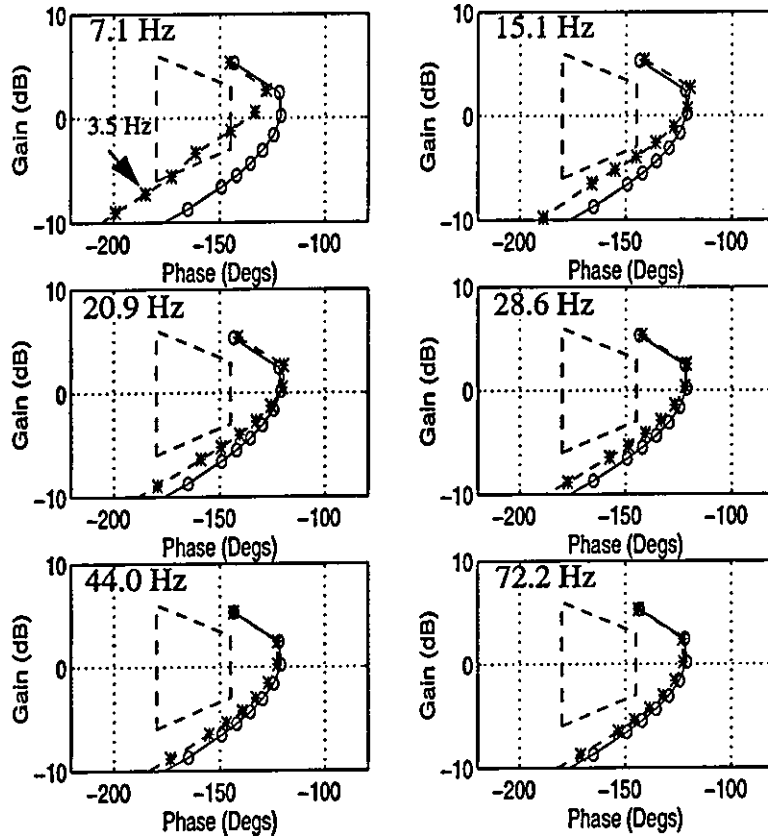 10
7.1 Hz
Gain (dB)
0
3.5 Hz
−10
−200
−150
−100
Phase (Degs)
10
15.1 Hz
Gain (dB)
0
−10
−200
−150
−100
Phase (Degs)
10
20.9 Hz
Gain (dB)
0
−10
−200
−150
−100
Phase (Degs)
10
28.6 Hz
Gain (dB)
0
−10
−200
−150
−100
Phase (Degs)
10
44.0 Hz
Gain (dB)
0
−10
−200
−150
−100
Phase (Degs)
10
72.2 Hz
Gain (dB)
0
−10
−200
−150
−100
Phase (Degs)